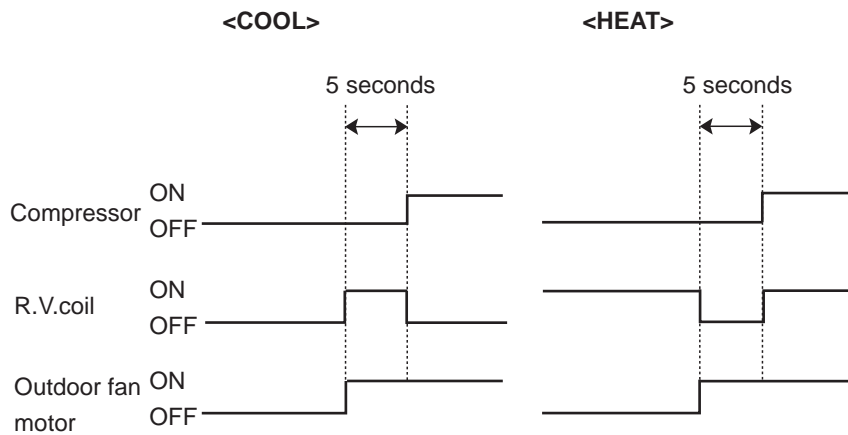 <COOL>
<HEAT>
5 seconds
5 seconds
Compressor
ON
OFF
R.V.coil
ON
OFF
Outdoor fan
motor
ON
OFF